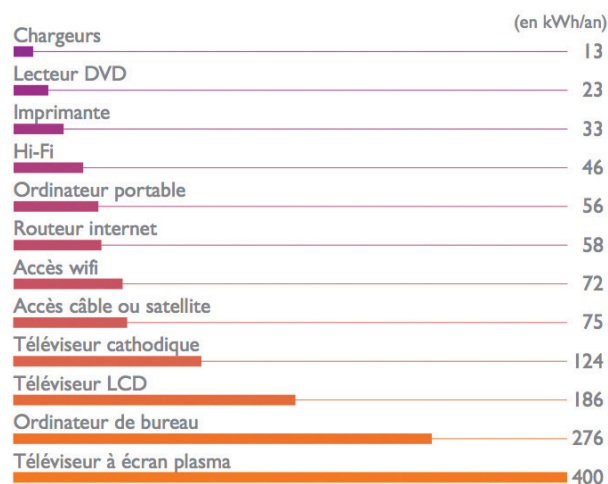 (en kWh/an)
Chargeurs
13
Lecteur DVD
23
Imprimante
33
Hi-Fi
46
Ordinateur portable
56
Routeur internet
58
Accès wifi
72
Accès câble ou satellite
75
Téléviseur cathodique
124
Téléviseur LCD
186
Ordinateur de bureau
276
Téléviseur à écran plasma
400